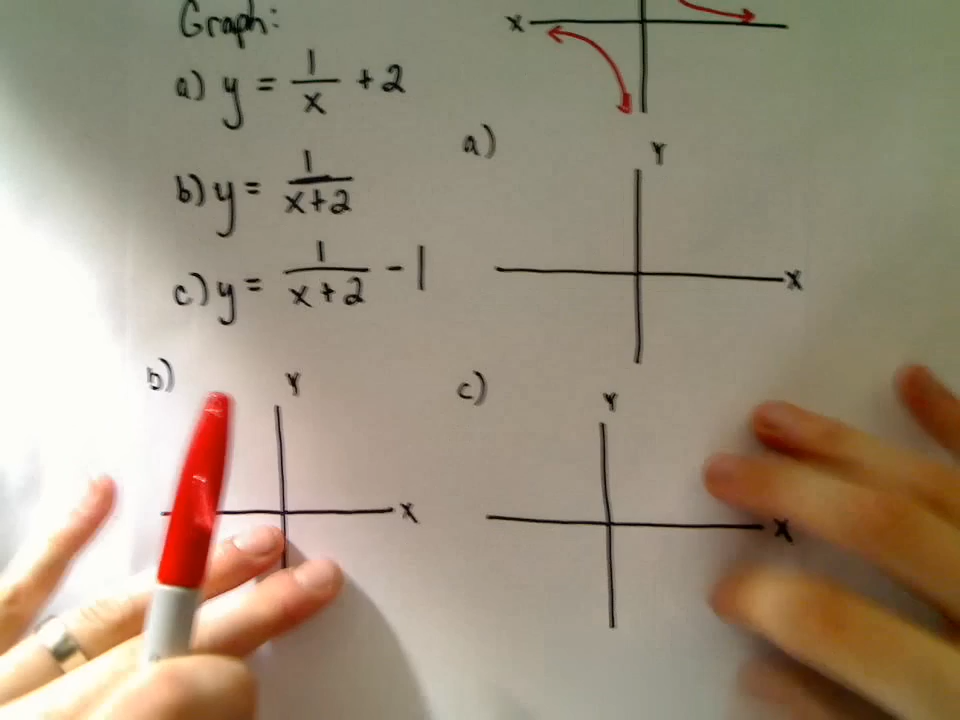 Graph:
X
a) y = 1/x + 2
a)
Y
X
b) y = 1/(x+2)
c) y = 1/(x+2) - 1
b)
Y
X
c)
Y
X